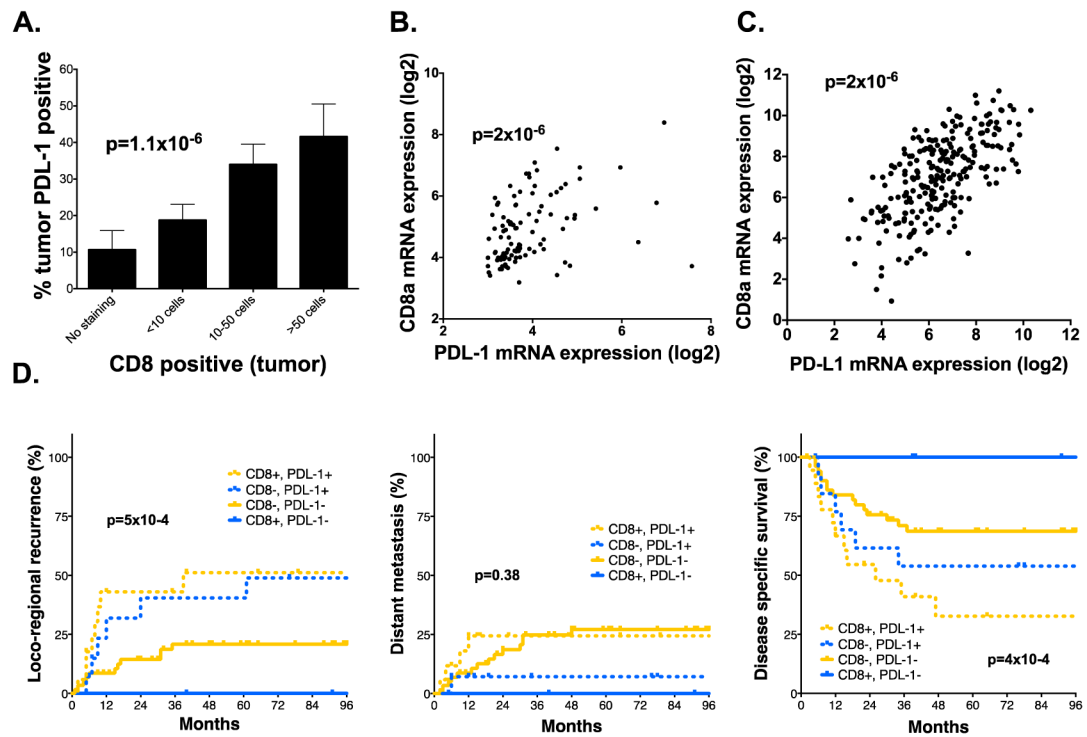 A.
% tumor PDL-1 positive
60
50
40
30
20
10
0
p=1.1x10-6
No staining
<10 cells
10-50 cells
>50 cells
CD8 positive (tumor)
B.
CD8a mRNA expression (log2)
10
8
6
4
2
p=2x10-6
2
4
6
8
PDL-1 mRNA expression (log2)
C.
CD8a mRNA expression (log2)
12
10
8
6
4
2
0
p=2x10-6
0
2
4
6
8
10
12
PD-L1 mRNA expression (log2)
D.
Loco-regional recurrence (%)
100
75
50
25
0
CD8+, PDL-1+
CD8-, PDL-1+
CD8-, PDL-1-
CD8+, PDL-1-
p=5x10-4
0
12
24
36
48
60
72
84
96
Months
Distant metastasis (%)
100
75
50
25
0
CD8+, PDL-1+
CD8-, PDL-1+
CD8-, PDL-1-
CD8+, PDL-1-
p=0.38
0
12
24
36
48
60
72
84
96
Months
Disease specific survival (%)
100
75
50
25
0
CD8+, PDL-1+
CD8-, PDL-1+
CD8-, PDL-1-
CD8+, PDL-1-
p=4x10-4
0
12
24
36
48
60
72
84
96
Months